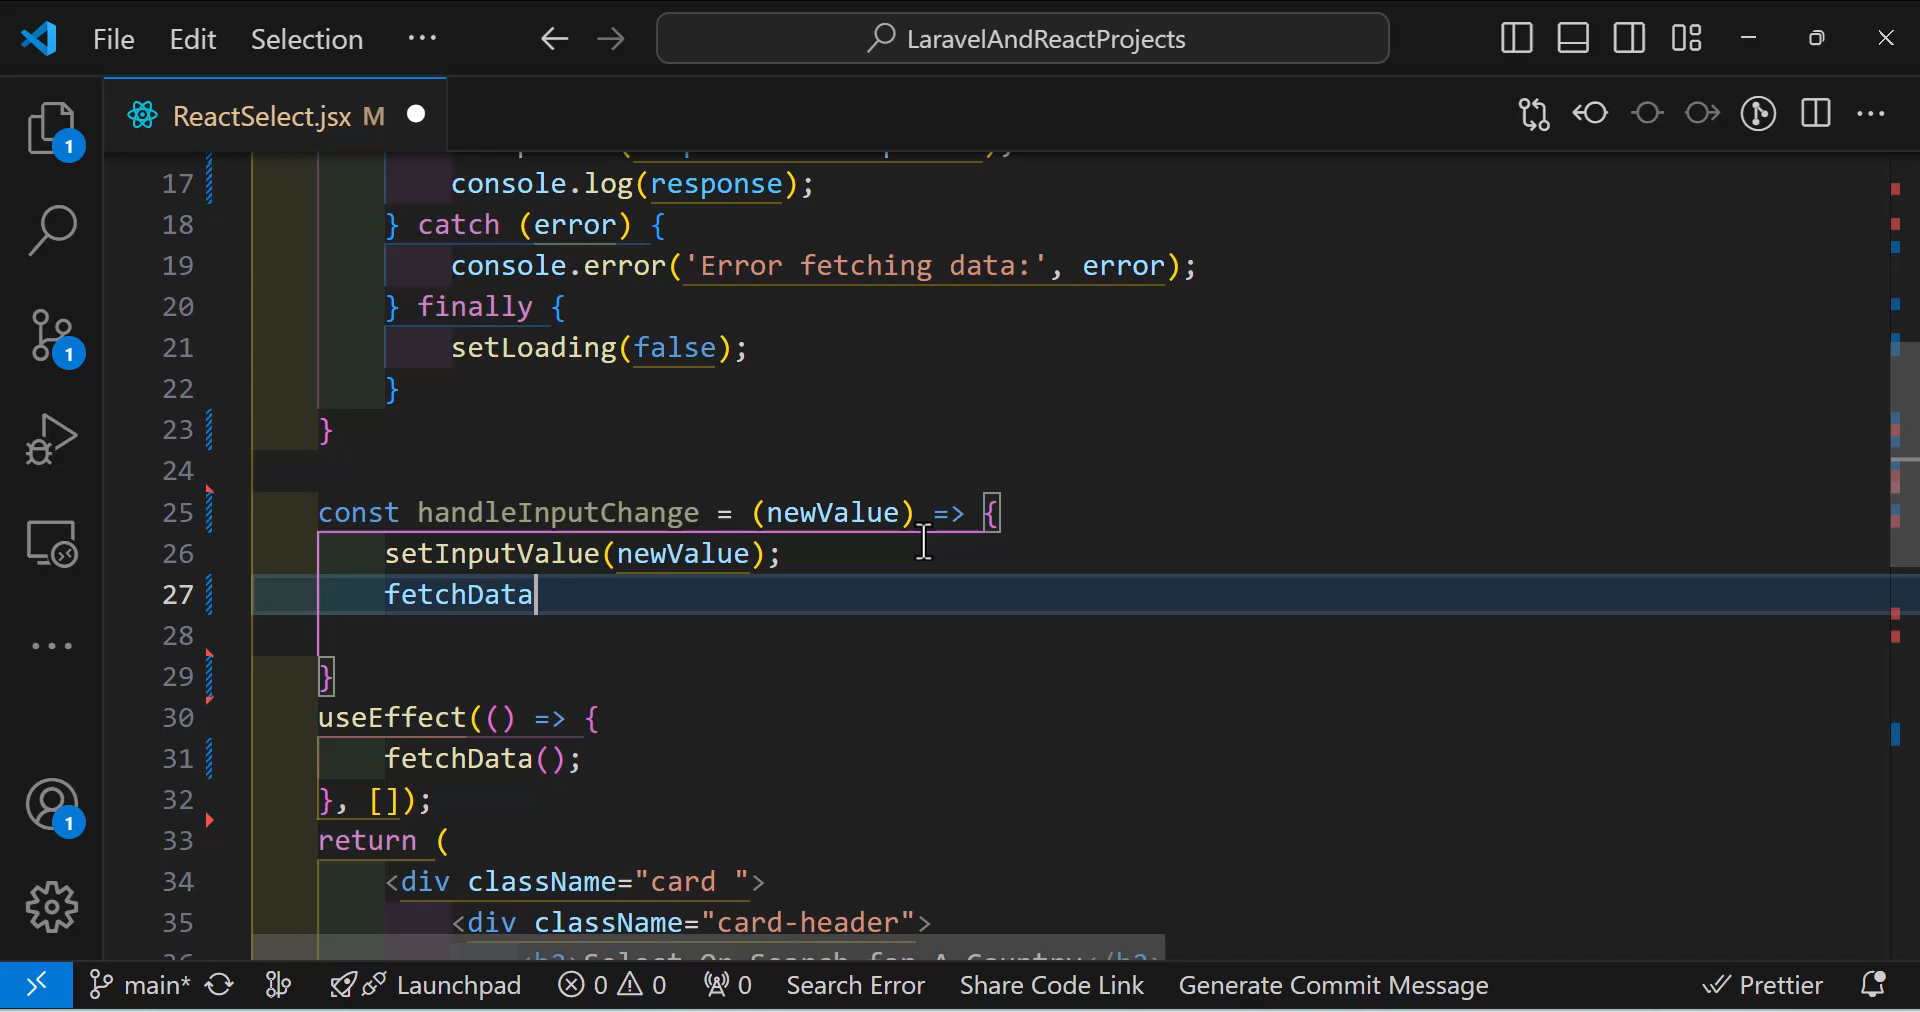 File Edit Selection ··· LaravelAndReactProjects
ReactSelect.jsx M
1
17 console.log(response);
18 } catch (error) {
19 console.error('Error fetching data:', error);
20 } finally {
21 setLoading(false);
22 }
23 }
24
25 const handleInputChange = (newValue) => {
26 setInputValue(newValue);
27 fetchData
28
29 }
30 useEffect(() => {
31 fetchData();
32 }, []);
33 return (
34 <div className="card ">
35 <div className="card-header">
1
1
main* Launchpad 0 0 0 Search Error Share Code Link Generate Commit Message Prettier